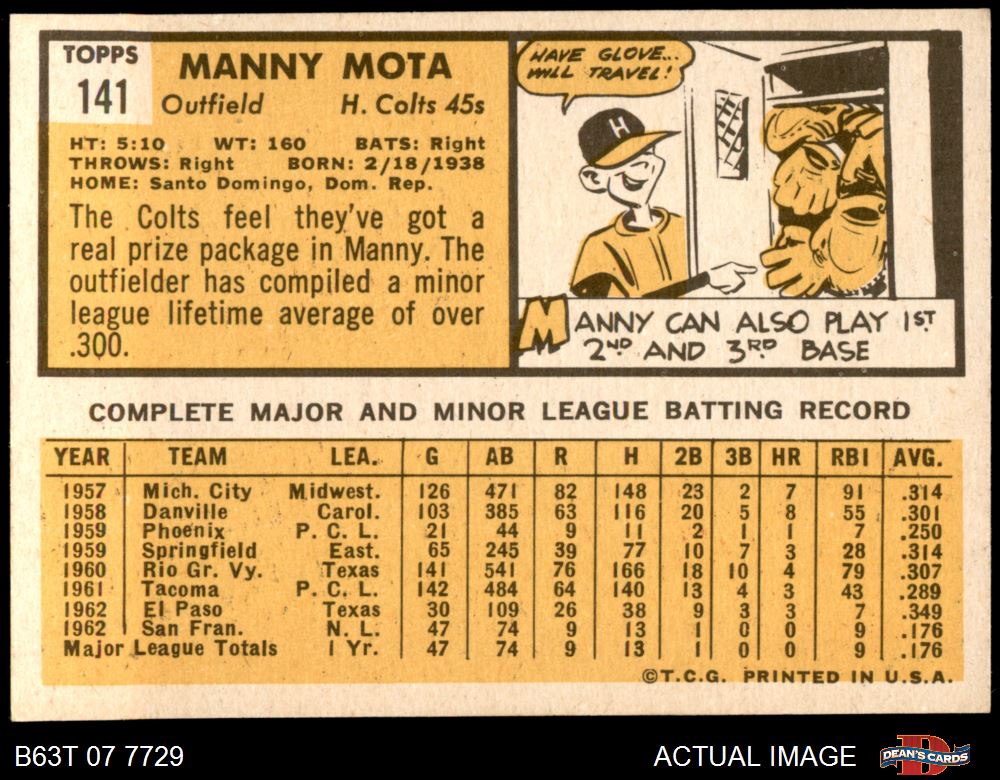 TOPPS
141
MANNY MOTA
Outfield H. Colts 45s
HT: 5:10 WT: 160 BATS: Right
THROWS: Right BORN: 2/18/1938
HOME: Santo Domingo, Dom. Rep.
The Colts feel they've got a
real prize package in Manny. The
outfielder has compiled a minor
league lifetime average of over
.300.
HAVE GLOVE...
WILL TRAVEL!
H
MANNY CAN ALSO PLAY 1ST
2ND AND 3RD BASE
COMPLETE MAJOR AND MINOR LEAGUE BATTING RECORD
YEAR TEAM LEA. G AB R H 2B 3B HR RBI AVG.
1957 Mich. City Midwest. 126 471 82 148 23 2 7 91 .314
1958 Danville Carol. 103 385 63 116 20 5 8 55 .301
1959 Phoenix P. C. L. 21 44 9 11 2 1 1 7 .250
1959 Springfield East. 65 245 39 77 10 7 3 28 .314
1960 Rio Gr. Vy. Texas 141 541 76 166 18 10 4 79 .307
1961 Tacoma P. C. L. 142 484 64 140 13 4 3 43 .289
1962 El Paso Texas 30 109 26 38 9 3 3 7 .349
1962 San Fran. N. L. 47 74 9 13 1 0 0 9 .176
Major League Totals 1 Yr. 47 74 9 13 1 0 0 9 .176
©T.C.G. PRINTED IN U.S.A.
B63T 07 7729 ACTUAL IMAGE DEAN'S CARDS